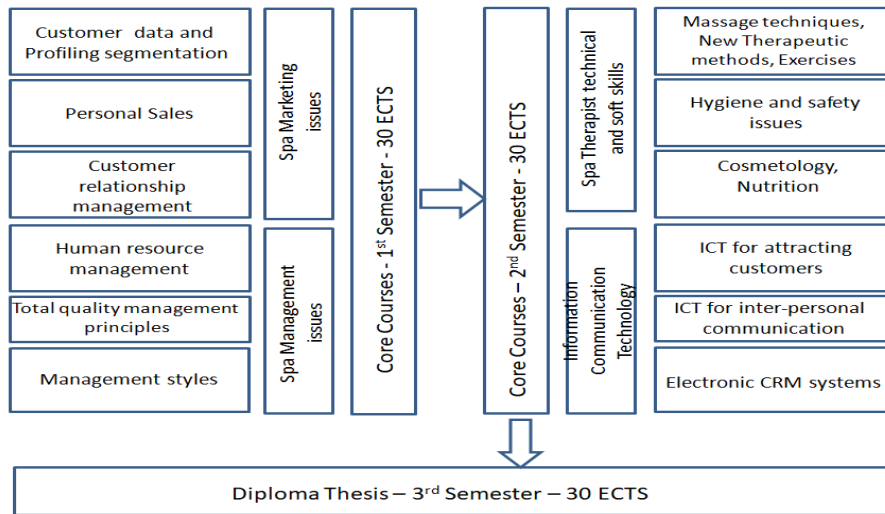 Customer data and
Profiling segmentation
Personal Sales
Customer
relationship
management
Human resource
management
Total quality management
principles
Management styles
Spa Marketing
issues
Spa Management
issues
Core Courses - 1st Semester - 30 ECTS
Core Courses – 2nd Semester - 30 ECTS
Spa Therapist technical
and soft skills
Information
Communication
Technology
Massage techniques,
New Therapeutic
methods, Exercises
Hygiene and safety
issues
Cosmetology,
Nutrition
ICT for attracting
customers
ICT for inter-personal
communication
Electronic CRM systems
Diploma Thesis – 3rd Semester – 30 ECTS